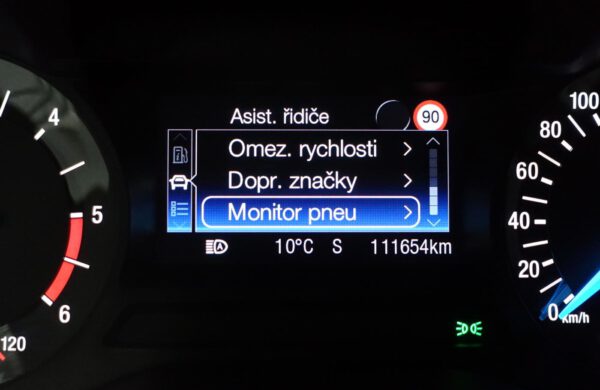 Asist. řidiče 90
Omez. rychlosti
Dopr. značky
Monitor pneu
A 10°C S 111654km
4
5
6
120
100
80
60
40
20
0 km/h